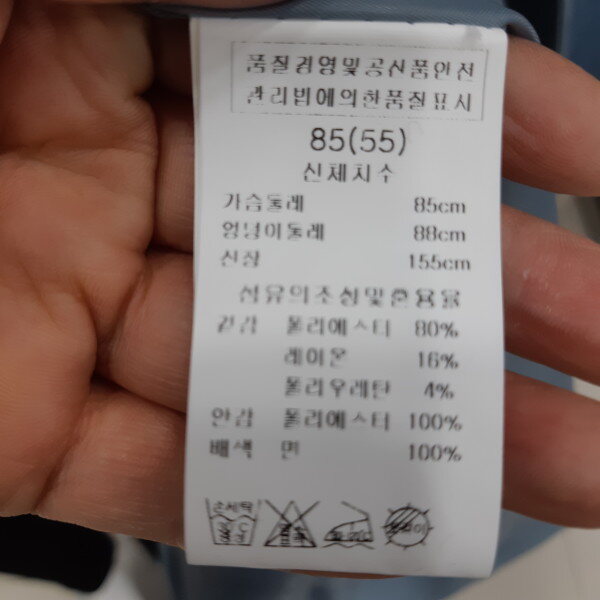 품질경영및공산품안전
관리법에의한품질표시
85(55)
신체치수
가슴둘레 85cm
엉덩이둘레 88cm
신장 155cm
섬유의조성및혼용율
겉감 폴리에스터 80%
레이온 16%
폴리우레탄 4%
안감 폴리에스터 100%
배색 면 100%
손세탁